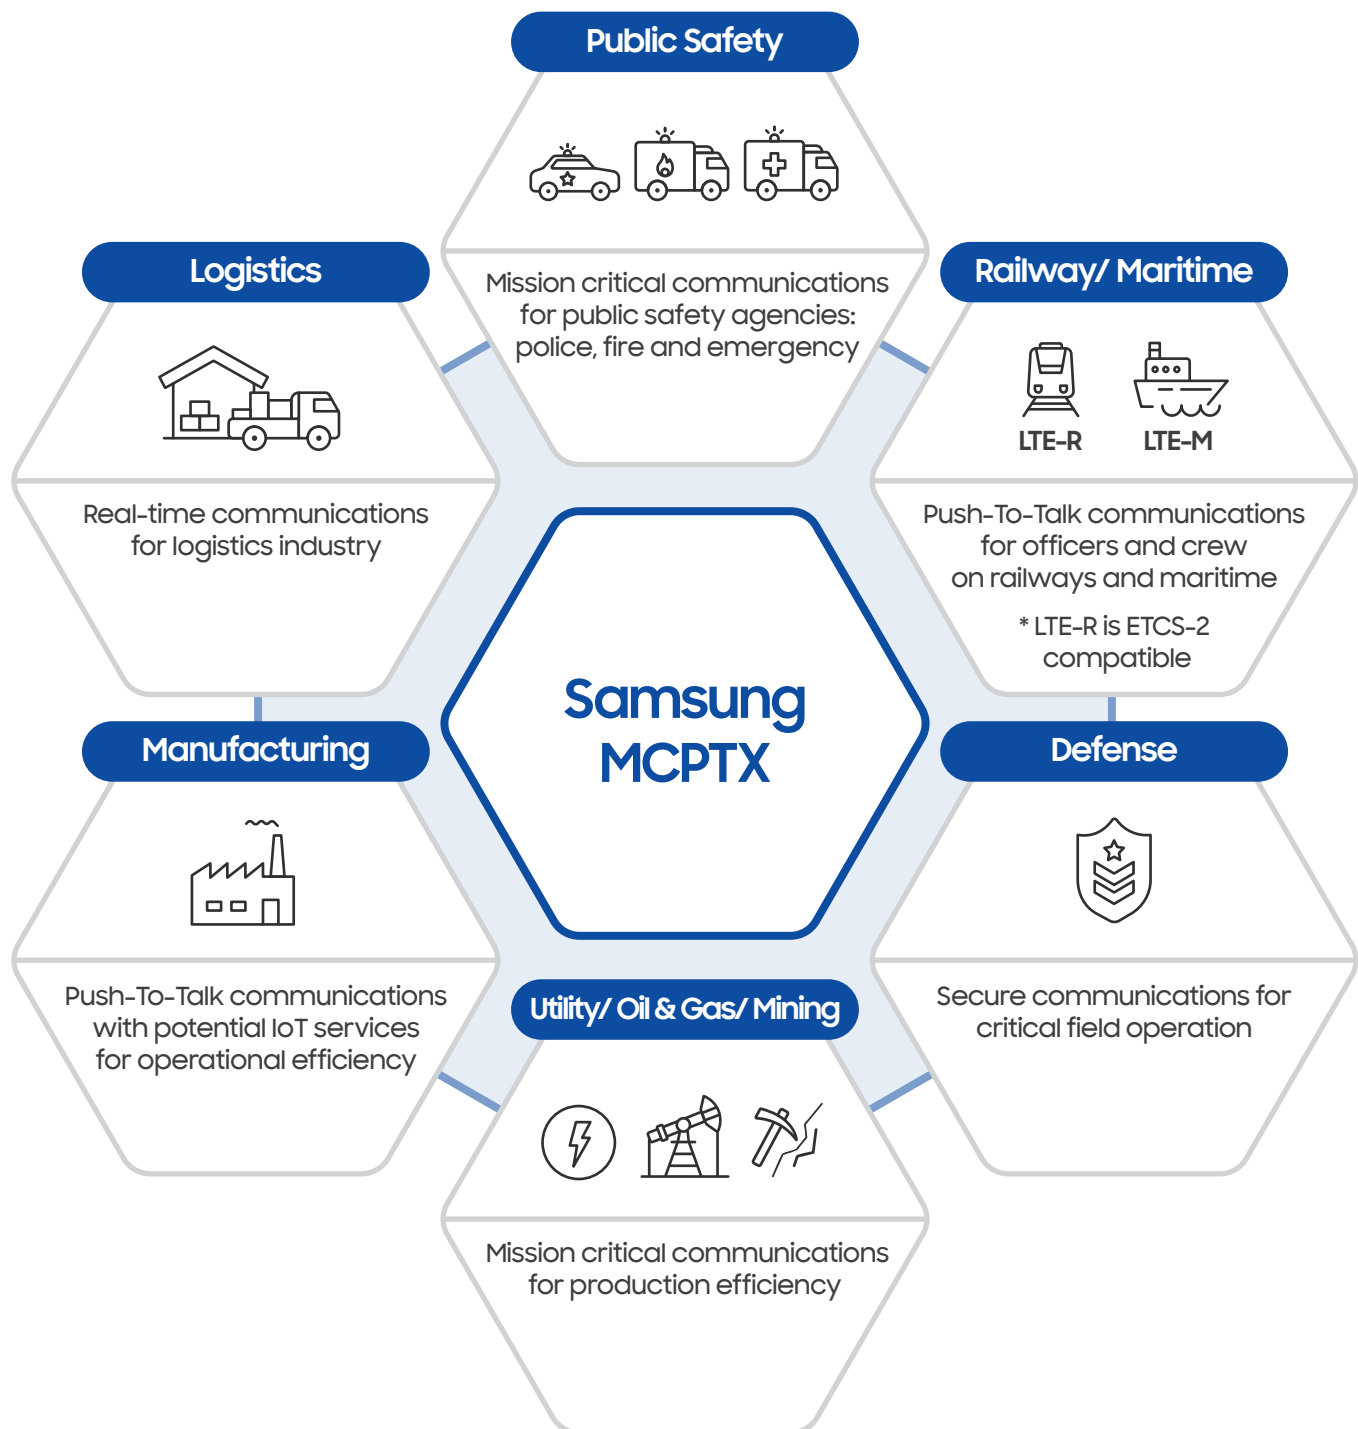 Public Safety
Mission critical communications
for public safety agencies:
police, fire and emergency
Logistics
Real-time communications
for logistics industry
Railway/ Maritime
LTE-R
LTE-M
Push-To-Talk communications
for officers and crew
on railways and maritime
* LTE-R is ETCS-2
compatible
Samsung
MCPTX
Manufacturing
Push-To-Talk communications
with potential IoT services
for operational efficiency
Defense
Secure communications for
critical field operation
Utility/ Oil & Gas/ Mining
Mission critical communications
for production efficiency